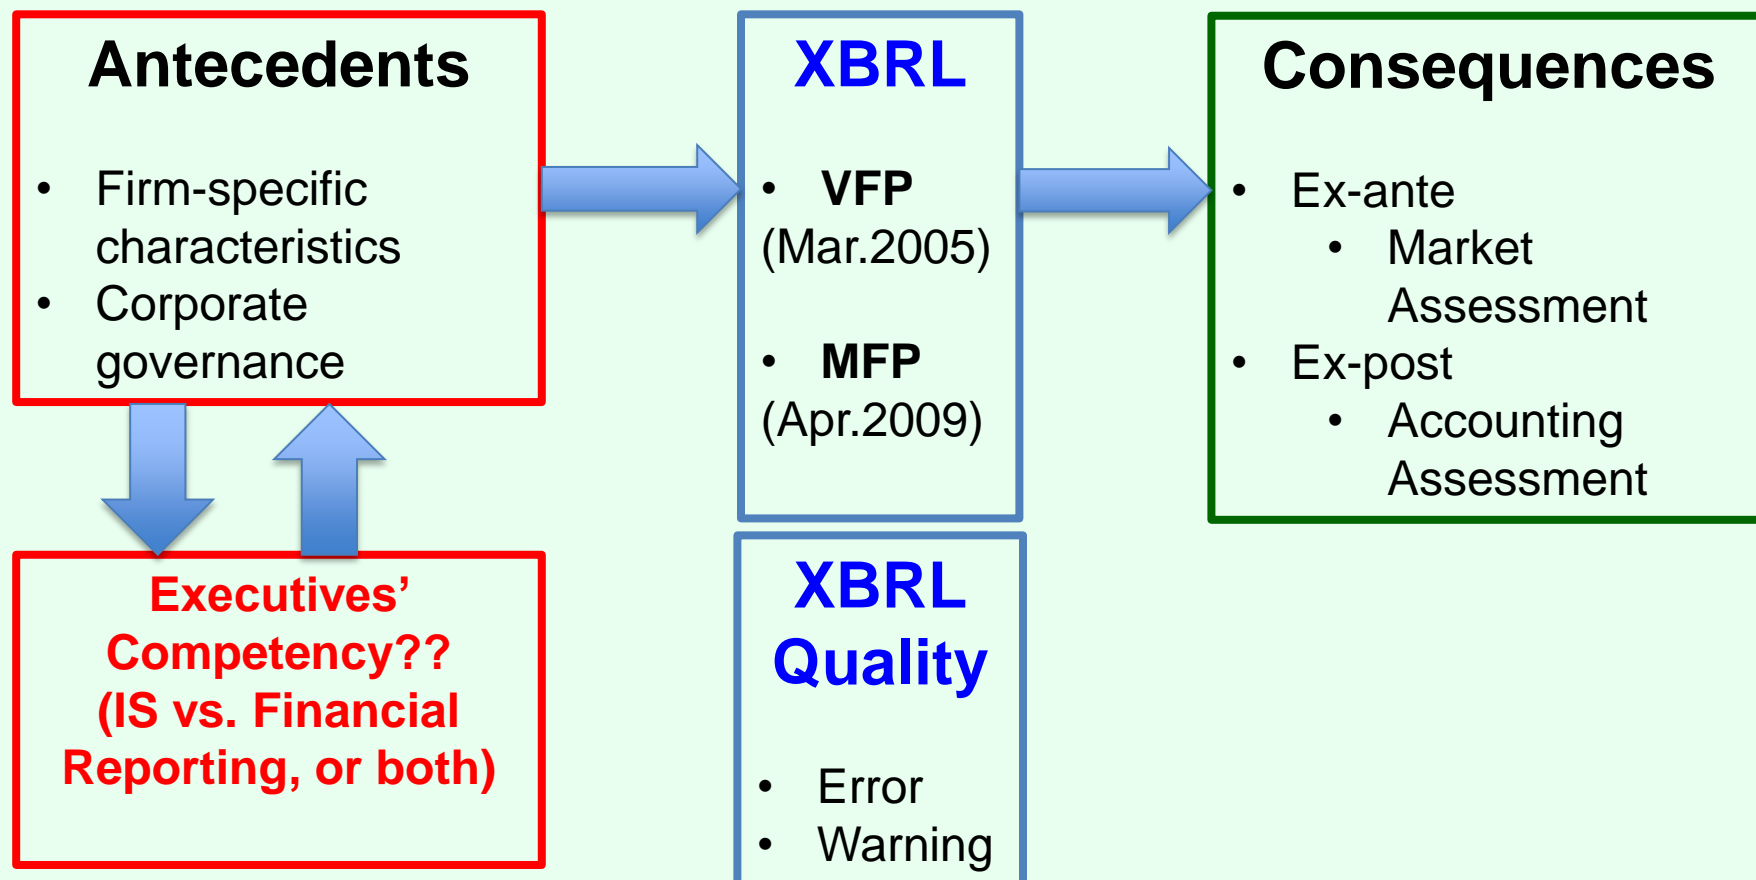 Antecedents
• Firm-specific
characteristics
• Corporate
governance
Executives’
Competency??
(IS vs. Financial
Reporting, or both)
XBRL
• VFP
(Mar.2005)
• MFP
(Apr.2009)
XBRL
Quality
• Error
• Warning
Consequences
• Ex-ante
• Market
Assessment
• Ex-post
• Accounting
Assessment